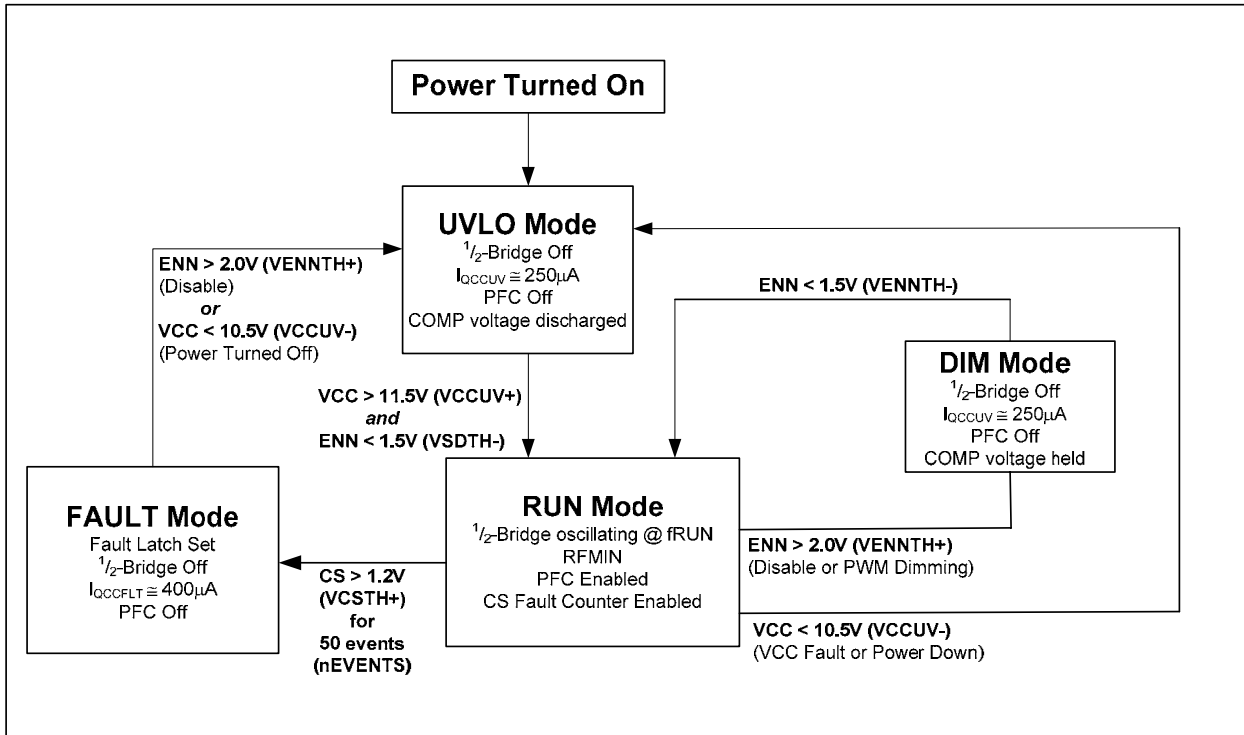 Power Turned On
UVLO Mode
1/2-Bridge Off
IQCCUV ≅ 250µA
PFC Off
COMP voltage discharged
ENN > 2.0V (VENNTH+)
(Disable)
or
VCC < 10.5V (VCCUV-)
(Power Turned Off)
ENN < 1.5V (VENNTH-)
DIM Mode
1/2-Bridge Off
IQCCUV ≅ 250µA
PFC Off
COMP voltage held
VCC > 11.5V (VCCUV+)
and
ENN < 1.5V (VSDTH-)
FAULT Mode
Fault Latch Set
1/2-Bridge Off
IQCCFLT ≅ 400µA
PFC Off
CS > 1.2V
(VCSTH+)
for
50 events
(nEVENTS)
RUN Mode
1/2-Bridge oscillating @ fRUN
RFMIN
PFC Enabled
CS Fault Counter Enabled
ENN > 2.0V (VENNTH+)
(Disable or PWM Dimming)
VCC < 10.5V (VCCUV-)
(VCC Fault or Power Down)